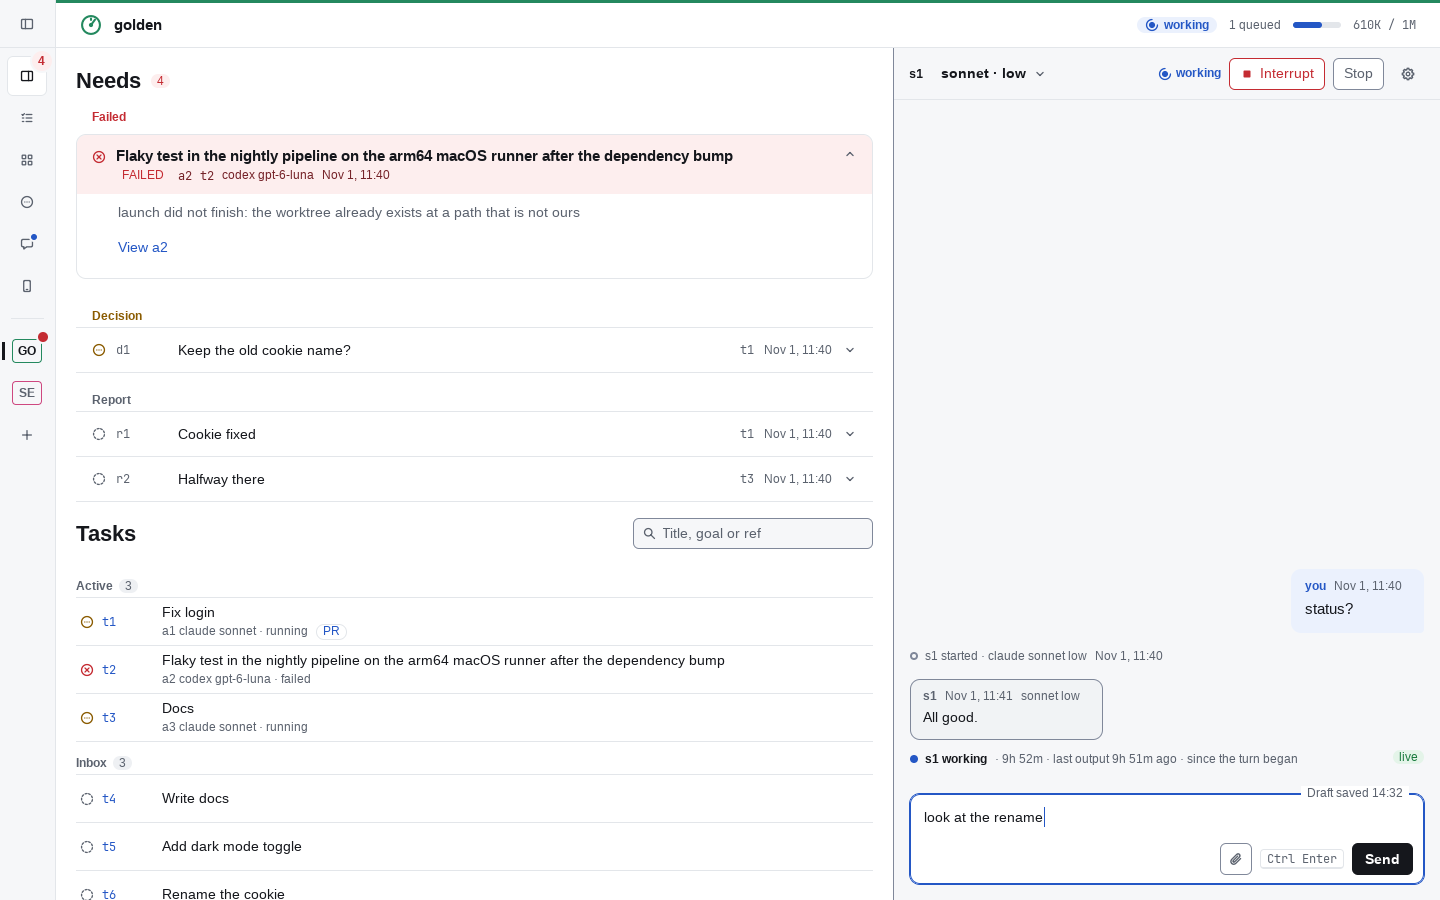 golden
working
1 queued
610K / 1M
4
GO
SE
Needs 4
Failed
Flaky test in the nightly pipeline on the arm64 macOS runner after the dependency bump
FAILED a2 t2 codex gpt-6-luna Nov 1, 11:40
launch did not finish: the worktree already exists at a path that is not ours
View a2
Decision
d1 Keep the old cookie name? t1 Nov 1, 11:40
Report
r1 Cookie fixed t1 Nov 1, 11:40
r2 Halfway there t3 Nov 1, 11:40
Tasks
Title, goal or ref
Active 3
t1 Fix login
a1 claude sonnet · running PR
t2 Flaky test in the nightly pipeline on the arm64 macOS runner after the dependency bump
a2 codex gpt-6-luna · failed
t3 Docs
a3 claude sonnet · running
Inbox 3
t4 Write docs
t5 Add dark mode toggle
t6 Rename the cookie
s1 sonnet · low
working
Interrupt
Stop
you Nov 1, 11:40
status?
s1 started · claude sonnet low Nov 1, 11:40
s1 Nov 1, 11:41 sonnet low
All good.
s1 working · 9h 52m · last output 9h 51m ago · since the turn began
live
Draft saved 14:32
look at the rename
Ctrl Enter
Send